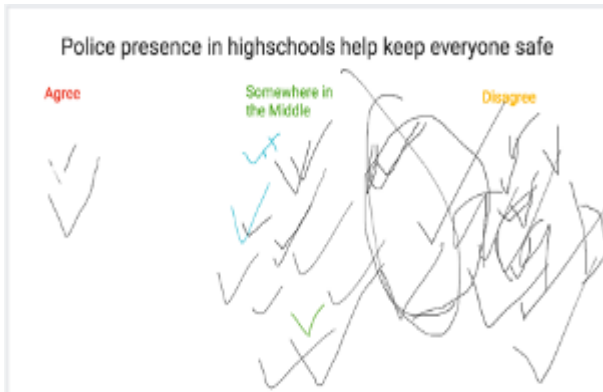 Police presence in highschools help keep everyone safe
Agree
Somewhere in
the Middle
Disagree